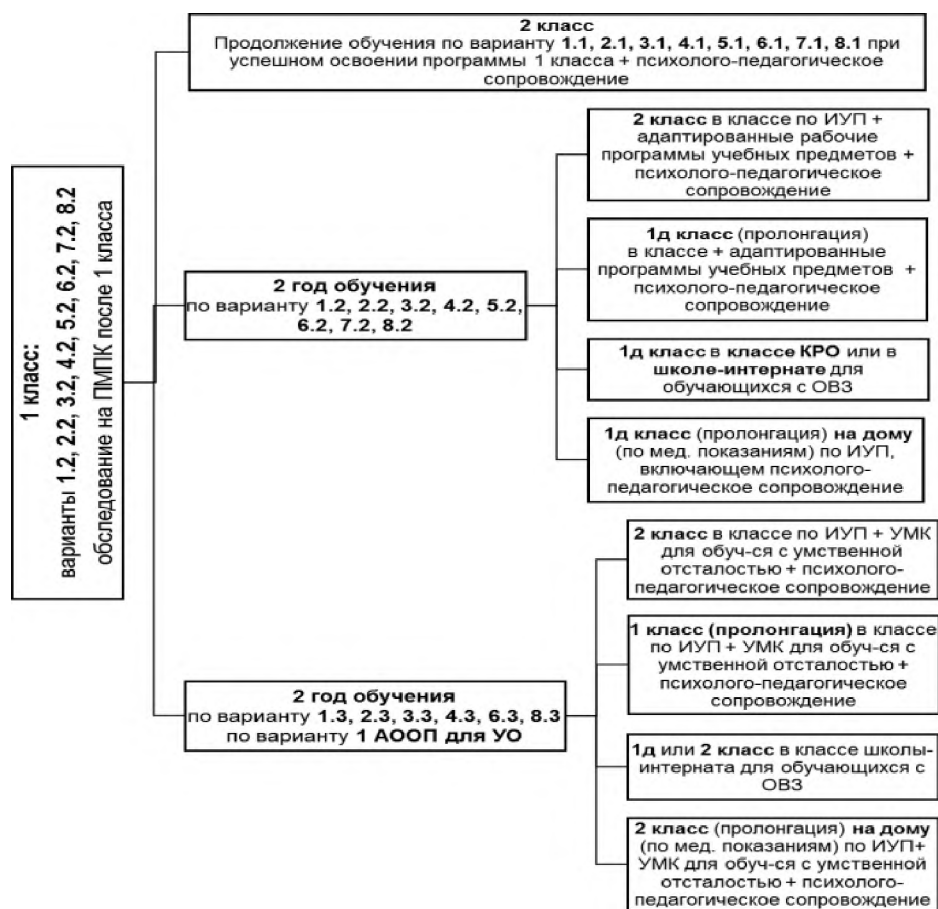 1 класс:
варианты 1.2, 2.2, 3.2, 4.2, 5.2, 6.2, 7.2, 8.2
обследование на ПМПК после 1 класса
2 класс
Продолжение обучения по варианту 1.1, 2.1, 3.1, 4.1, 5.1, 6.1, 7.1, 8.1 при
успешном освоении программы 1 класса + психолого-педагогическое
сопровождение
2 год обучения
по варианту 1.2, 2.2, 3.2, 4.2, 5.2,
6.2, 7.2, 8.2
2 класс в классе по ИУП +
адаптированные рабочие
программы учебных предметов +
психолого-педагогическое
сопровождение
1д класс (пролонгация)
в классе + адаптированные
программы учебных предметов +
психолого-педагогическое
сопровождение
1д класс в классе КРО или в
школе-интернате для
обучающихся с ОВЗ
1д класс (пролонгация) на дому
(по мед. показаниям) по ИУП,
включающем психолого-
педагогическое сопровождение
2 год обучения
по варианту 1.3, 2.3, 3.3, 4.3, 6.3, 8.3
по варианту 1 АООП для УО
2 класс в классе по ИУП + УМК
для обуч-ся с умственной
отсталостью + психолого-
педагогическое сопровождение
1 класс (пролонгация) в классе
по ИУП + УМК для обуч-ся с
умственной отсталостью +
психолого-педагогическое
сопровождение
1д или 2 класс в классе школы-
интерната для обучающихся с
ОВЗ
2 класс (пролонгация) на дому
(по мед. показаниям) по ИУП+
УМК для обуч-ся с умственной
отсталостью + психолого-
педагогическое сопровождение